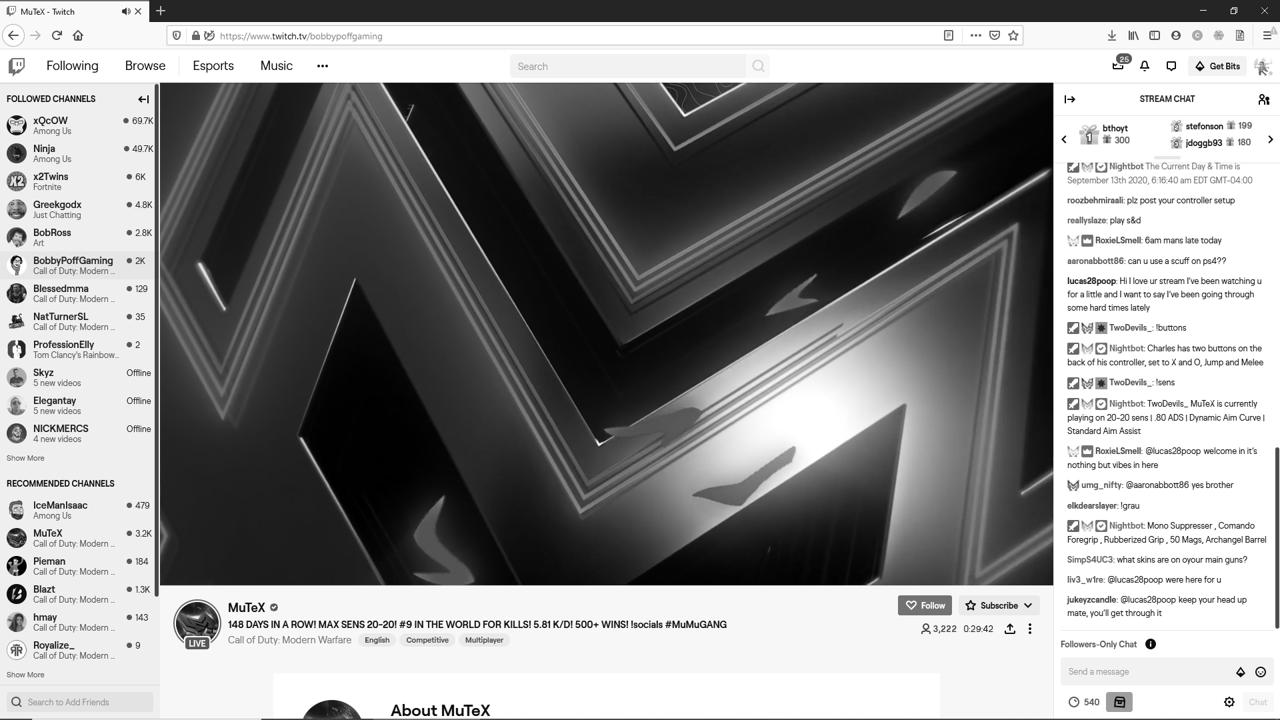 MuTeX - Twitch
https://www.twitch.tv/bobbypoffgaming
Following Browse Esports Music
Search
25
Get Bits
FOLLOWED CHANNELS
xQcOW 69.7K
Among Us
Ninja 49.7K
Among Us
x2Twins 6K
Fortnite
Greekgodx 4.8K
Just Chatting
BobRoss 2.8K
Art
BobbyPoffGaming 2K
Call of Duty: Modern ...
Blessedmma 129
Call of Duty: Modern ...
NatTurnerSL 35
Call of Duty: Modern ...
ProfessionElly 2
Tom Clancy's Rainbow...
Skyz Offline
5 new videos
Elegantay Offline
5 new videos
NICKMERCS Offline
4 new videos
Show More
RECOMMENDED CHANNELS
IceManIsaac 479
Among Us
MuTeX 3.2K
Call of Duty: Modern ...
Pieman 184
Call of Duty: Modern ...
Blazt 1.3K
Call of Duty: Modern ...
hmay 143
Call of Duty: Modern ...
Royalize_ 9
Call of Duty: Modern ...
Show More
Search to Add Friends
LIVE
MuTeX
148 DAYS IN A ROW! MAX SENS 20-20! #9 IN THE WORLD FOR KILLS! 5.81 K/D! 500+ WINS! !socials #MuMuGANG
Call of Duty: Modern Warfare English Competitive Multiplayer
Follow Subscribe
3,222 0:29:42
About MuTeX
STREAM CHAT
1 bthoyt 300
stefonson 199
jdoggb93 180
Nightbot The Current Day & Time is
September 13th 2020, 6:16:40 am EDT GMT-04:00
roozbehmiraali: plz post your controller setup
reallyslaze: play s&d
RoxieLSmell: 6am mans late today
aaronabbott86: can u use a scuff on ps4??
lucas28poop: Hi I love ur stream I've been watching u
for a little and I want to say I've been going through
some hard times lately
TwoDevils_: !buttons
Nightbot: Charles has two buttons on the
back of his controller, set to X and O, Jump and Melee
TwoDevils_: !sens
Nightbot: TwoDevils_ MuTeX is currently
playing on 20-20 sens | .80 ADS | Dynamic Aim Curve |
Standard Aim Assist
RoxieLSmell: @lucas28poop welcome in it's
nothing but vibes in here
umg_nifty: @aaronabbott86 yes brother
elkdearslayer: !grau
Nightbot: Mono Suppresser , Comando
Foregrip , Rubberized Grip , 50 Mags, Archangel Barrel
SimpS4UC3: what skins are on oyour main guns?
liv3_w1re: @lucas28poop were here for u
jukeyzcandle: @lucas28poop keep your head up
mate, you'll get through it
Followers-Only Chat
Send a message
540
Chat